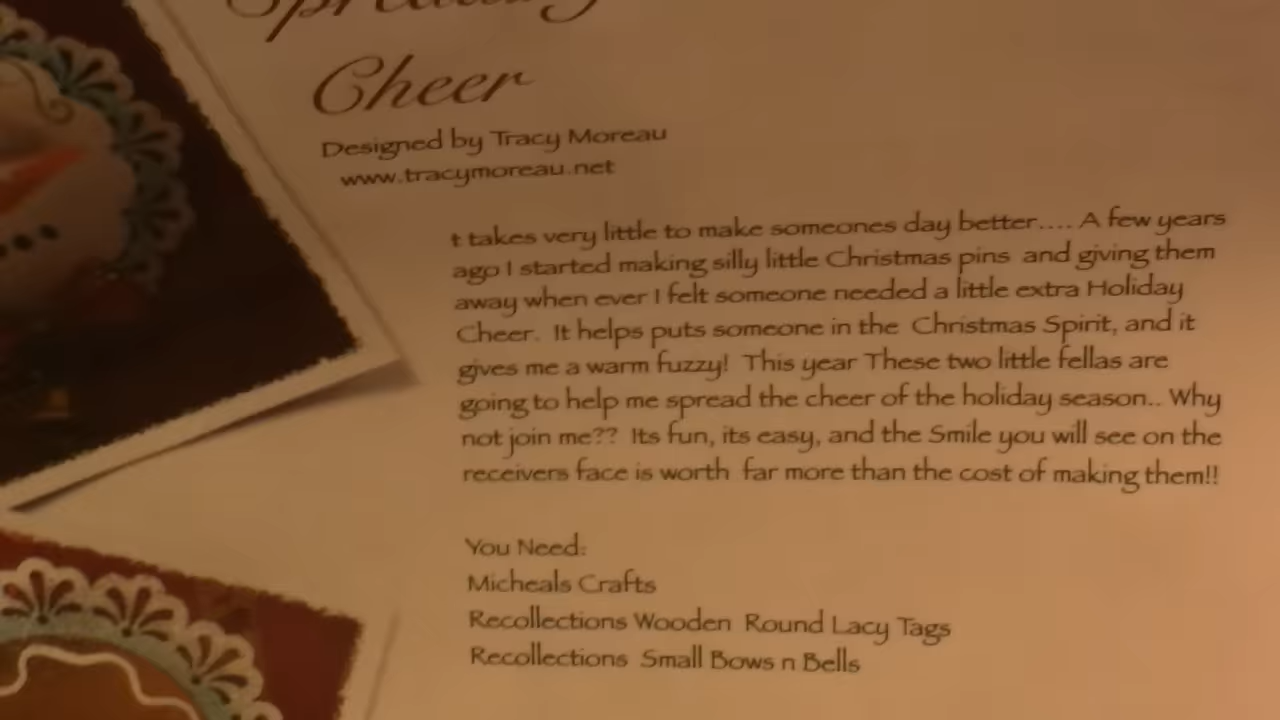 Spreading
Cheer
Designed by Tracy Moreau
www.tracymoreau.net
t takes very little to make someones day better.... A few years
ago I started making silly little Christmas pins and giving them
away when ever I felt someone needed a little extra Holiday
Cheer. It helps puts someone in the Christmas Spirit, and it
gives me a warm fuzzy! This year These two little fellas are
going to help me spread the cheer of the holiday season.. Why
not join me?? Its fun, its easy, and the Smile you will see on the
receivers face is worth far more than the cost of making them!!
You Need:
Micheals Crafts
Recollections Wooden Round Lacy Tags
Recollections Small Bows n Bells